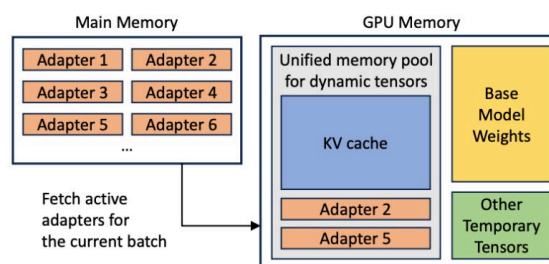 Main Memory
Adapter 1
Adapter 2
Adapter 3
Adapter 4
Adapter 5
Adapter 6
...
Fetch active
adapters for
the current batch
GPU Memory
Unified memory pool
for dynamic tensors
KV cache
Adapter 2
Adapter 5
Base
Model
Weights
Other
Temporary
Tensors